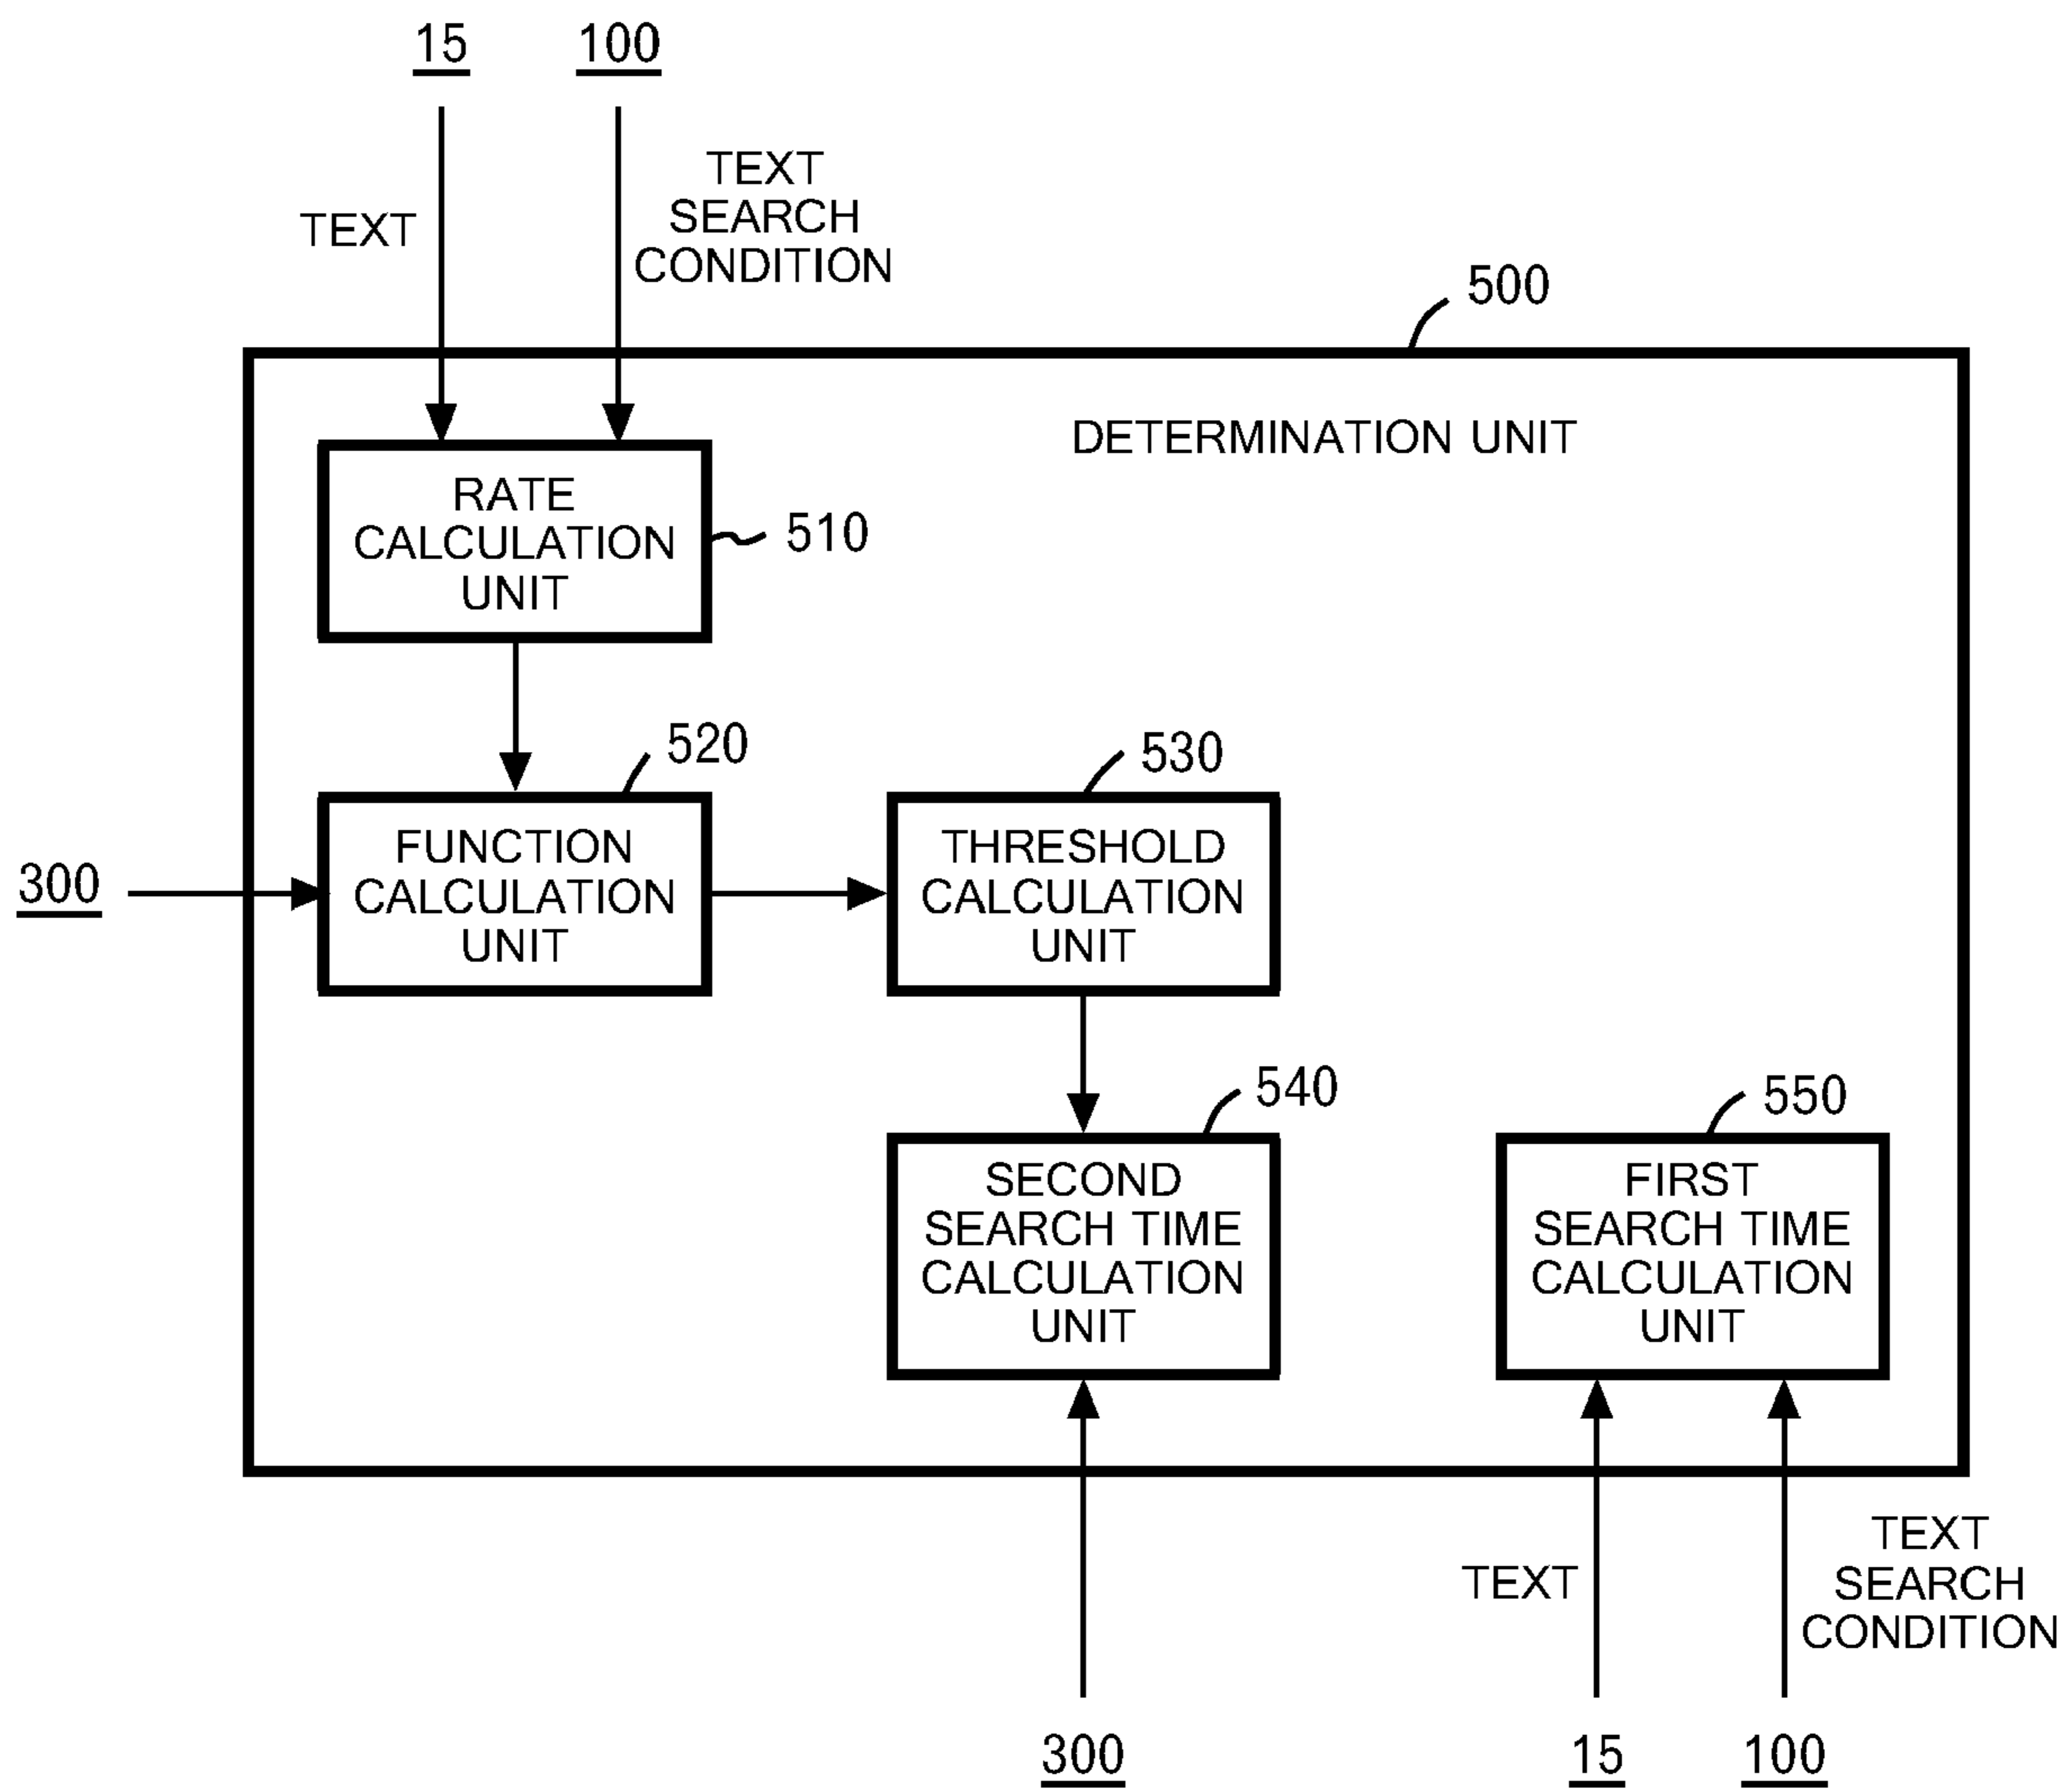 15
100
TEXT
TEXT
SEARCH
CONDITION
500
DETERMINATION UNIT
RATE
CALCULATION
UNIT
510
520
530
300
FUNCTION
CALCULATION
UNIT
THRESHOLD
CALCULATION
UNIT
540
550
SECOND
SEARCH TIME
CALCULATION
UNIT
FIRST
SEARCH TIME
CALCULATION
UNIT
TEXT
TEXT
SEARCH
CONDITION
300
15
100